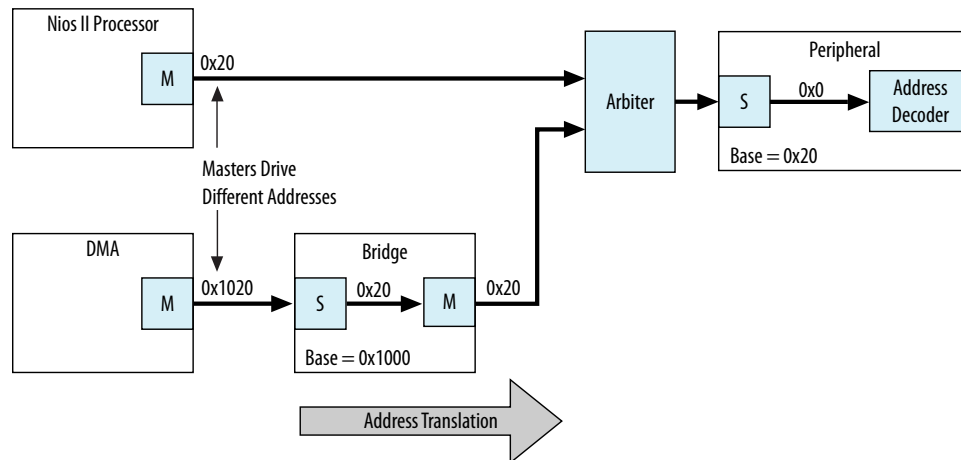 Nios II Processor
M
0x20
Arbiter
Peripheral
S
0x0
Address
Decoder
Base = 0x20
Masters Drive
Different Addresses
DMA
M
0x1020
Bridge
S
0x20
M
0x20
Base = 0x1000
Address Translation